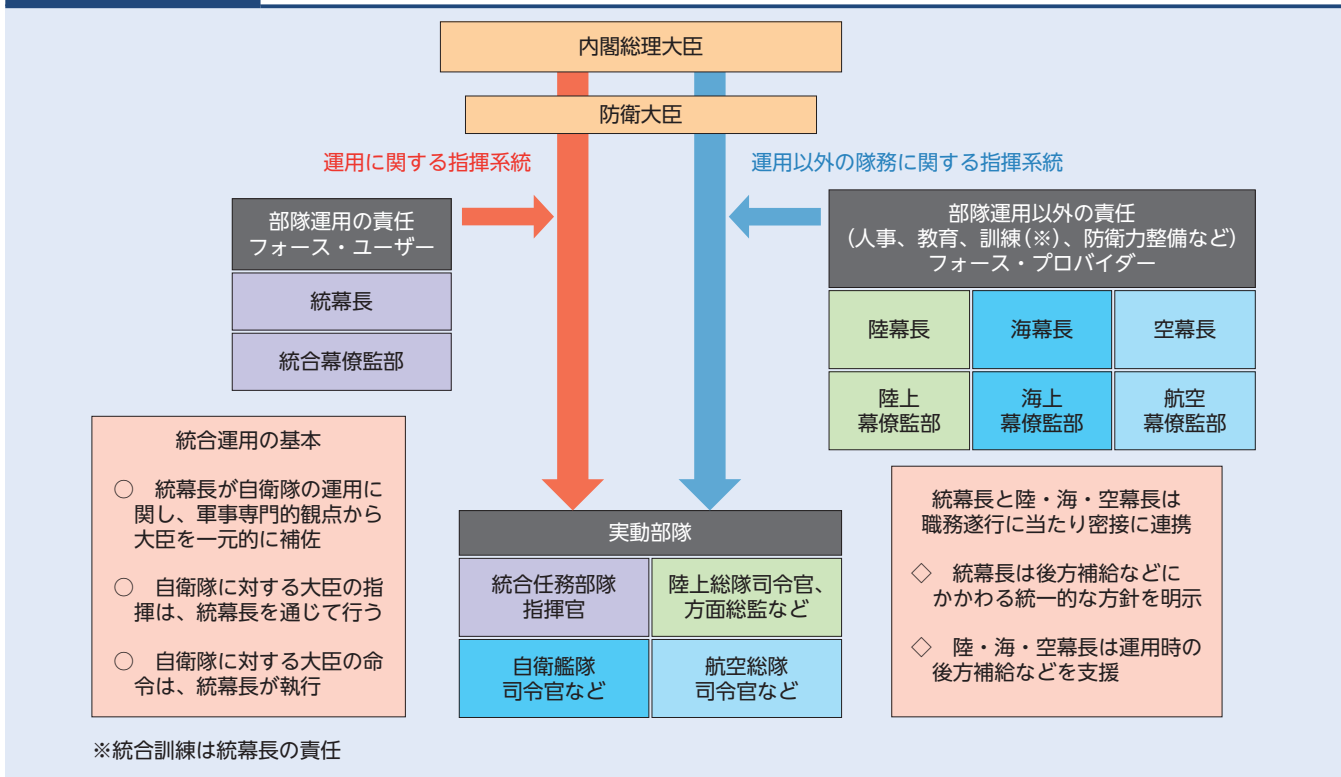 内閣総理大臣
防衛大臣
運用に関する指揮系統
運用以外の隊務に関する指揮系統
部隊運用の責任
フォース・ユーザー
統幕長
統合幕僚監部
部隊運用以外の責任
(人事、教育、訓練(※)、防衛力整備など)
フォース・プロバイダー
陸幕長
海幕長
空幕長
陸上
幕僚監部
海上
幕僚監部
航空
幕僚監部
統合運用の基本
○ 統幕長が自衛隊の運用に
関し、軍事専門的観点から
大臣を一元的に補佐
○ 自衛隊に対する大臣の指
揮は、統幕長を通じて行う
○ 自衛隊に対する大臣の命
令は、統幕長が執行
実動部隊
統合任務部隊
指揮官
陸上総隊司令官、
方面総監など
自衛艦隊
司令官など
航空総隊
司令官など
統幕長と陸・海・空幕長は
職務遂行に当たり密接に連携
◇ 統幕長は後方補給などに
かかわる統一的な方針を明示
◇ 陸・海・空幕長は運用時の
後方補給などを支援
※統合訓練は統幕長の責任